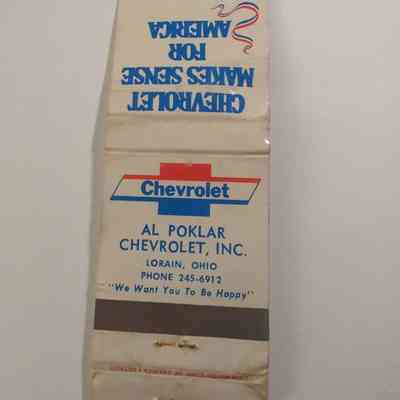 CHEVROLET
MAKES SENSE
FOR
AMERICA
Chevrolet
AL POKLAR
CHEVROLET, INC.
LORAIN, OHIO
PHONE 245-6912
"We Want You To Be Happy"